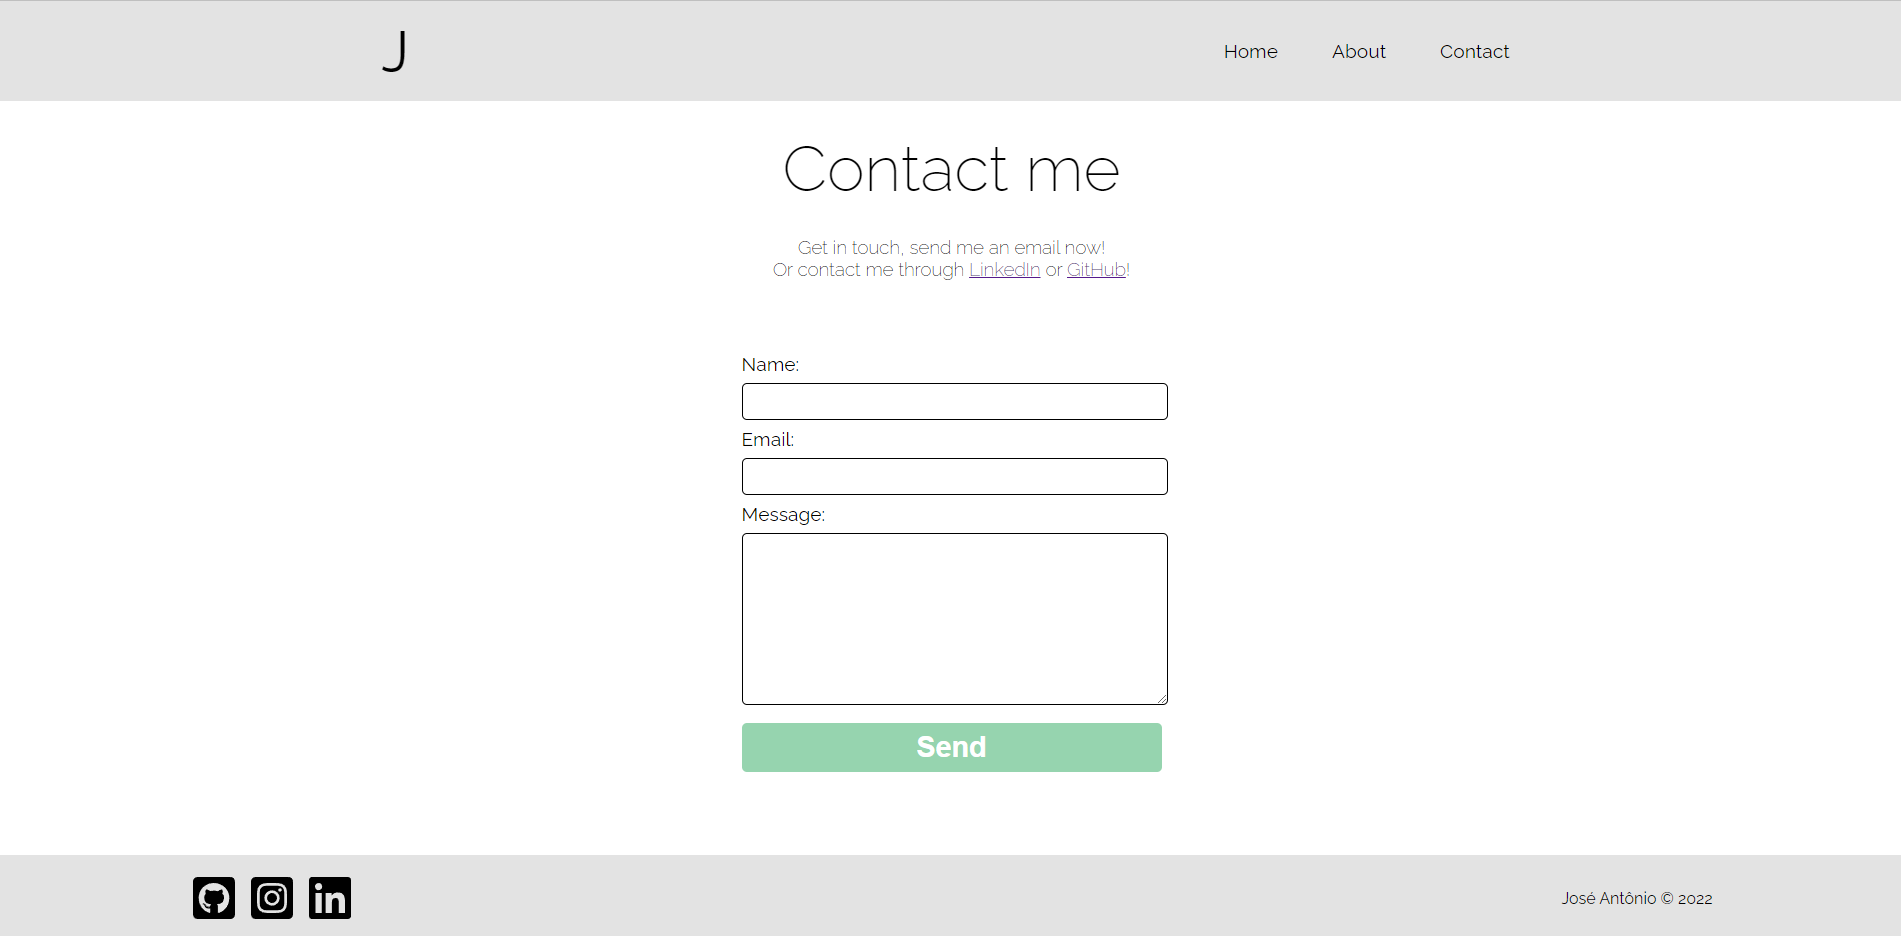 J
Home About Contact
Contact me
Get in touch, send me an email now!
Or contact me through LinkedIn or GitHub!
Name:
Email:
Message:
Send
in
José Antônio © 2022